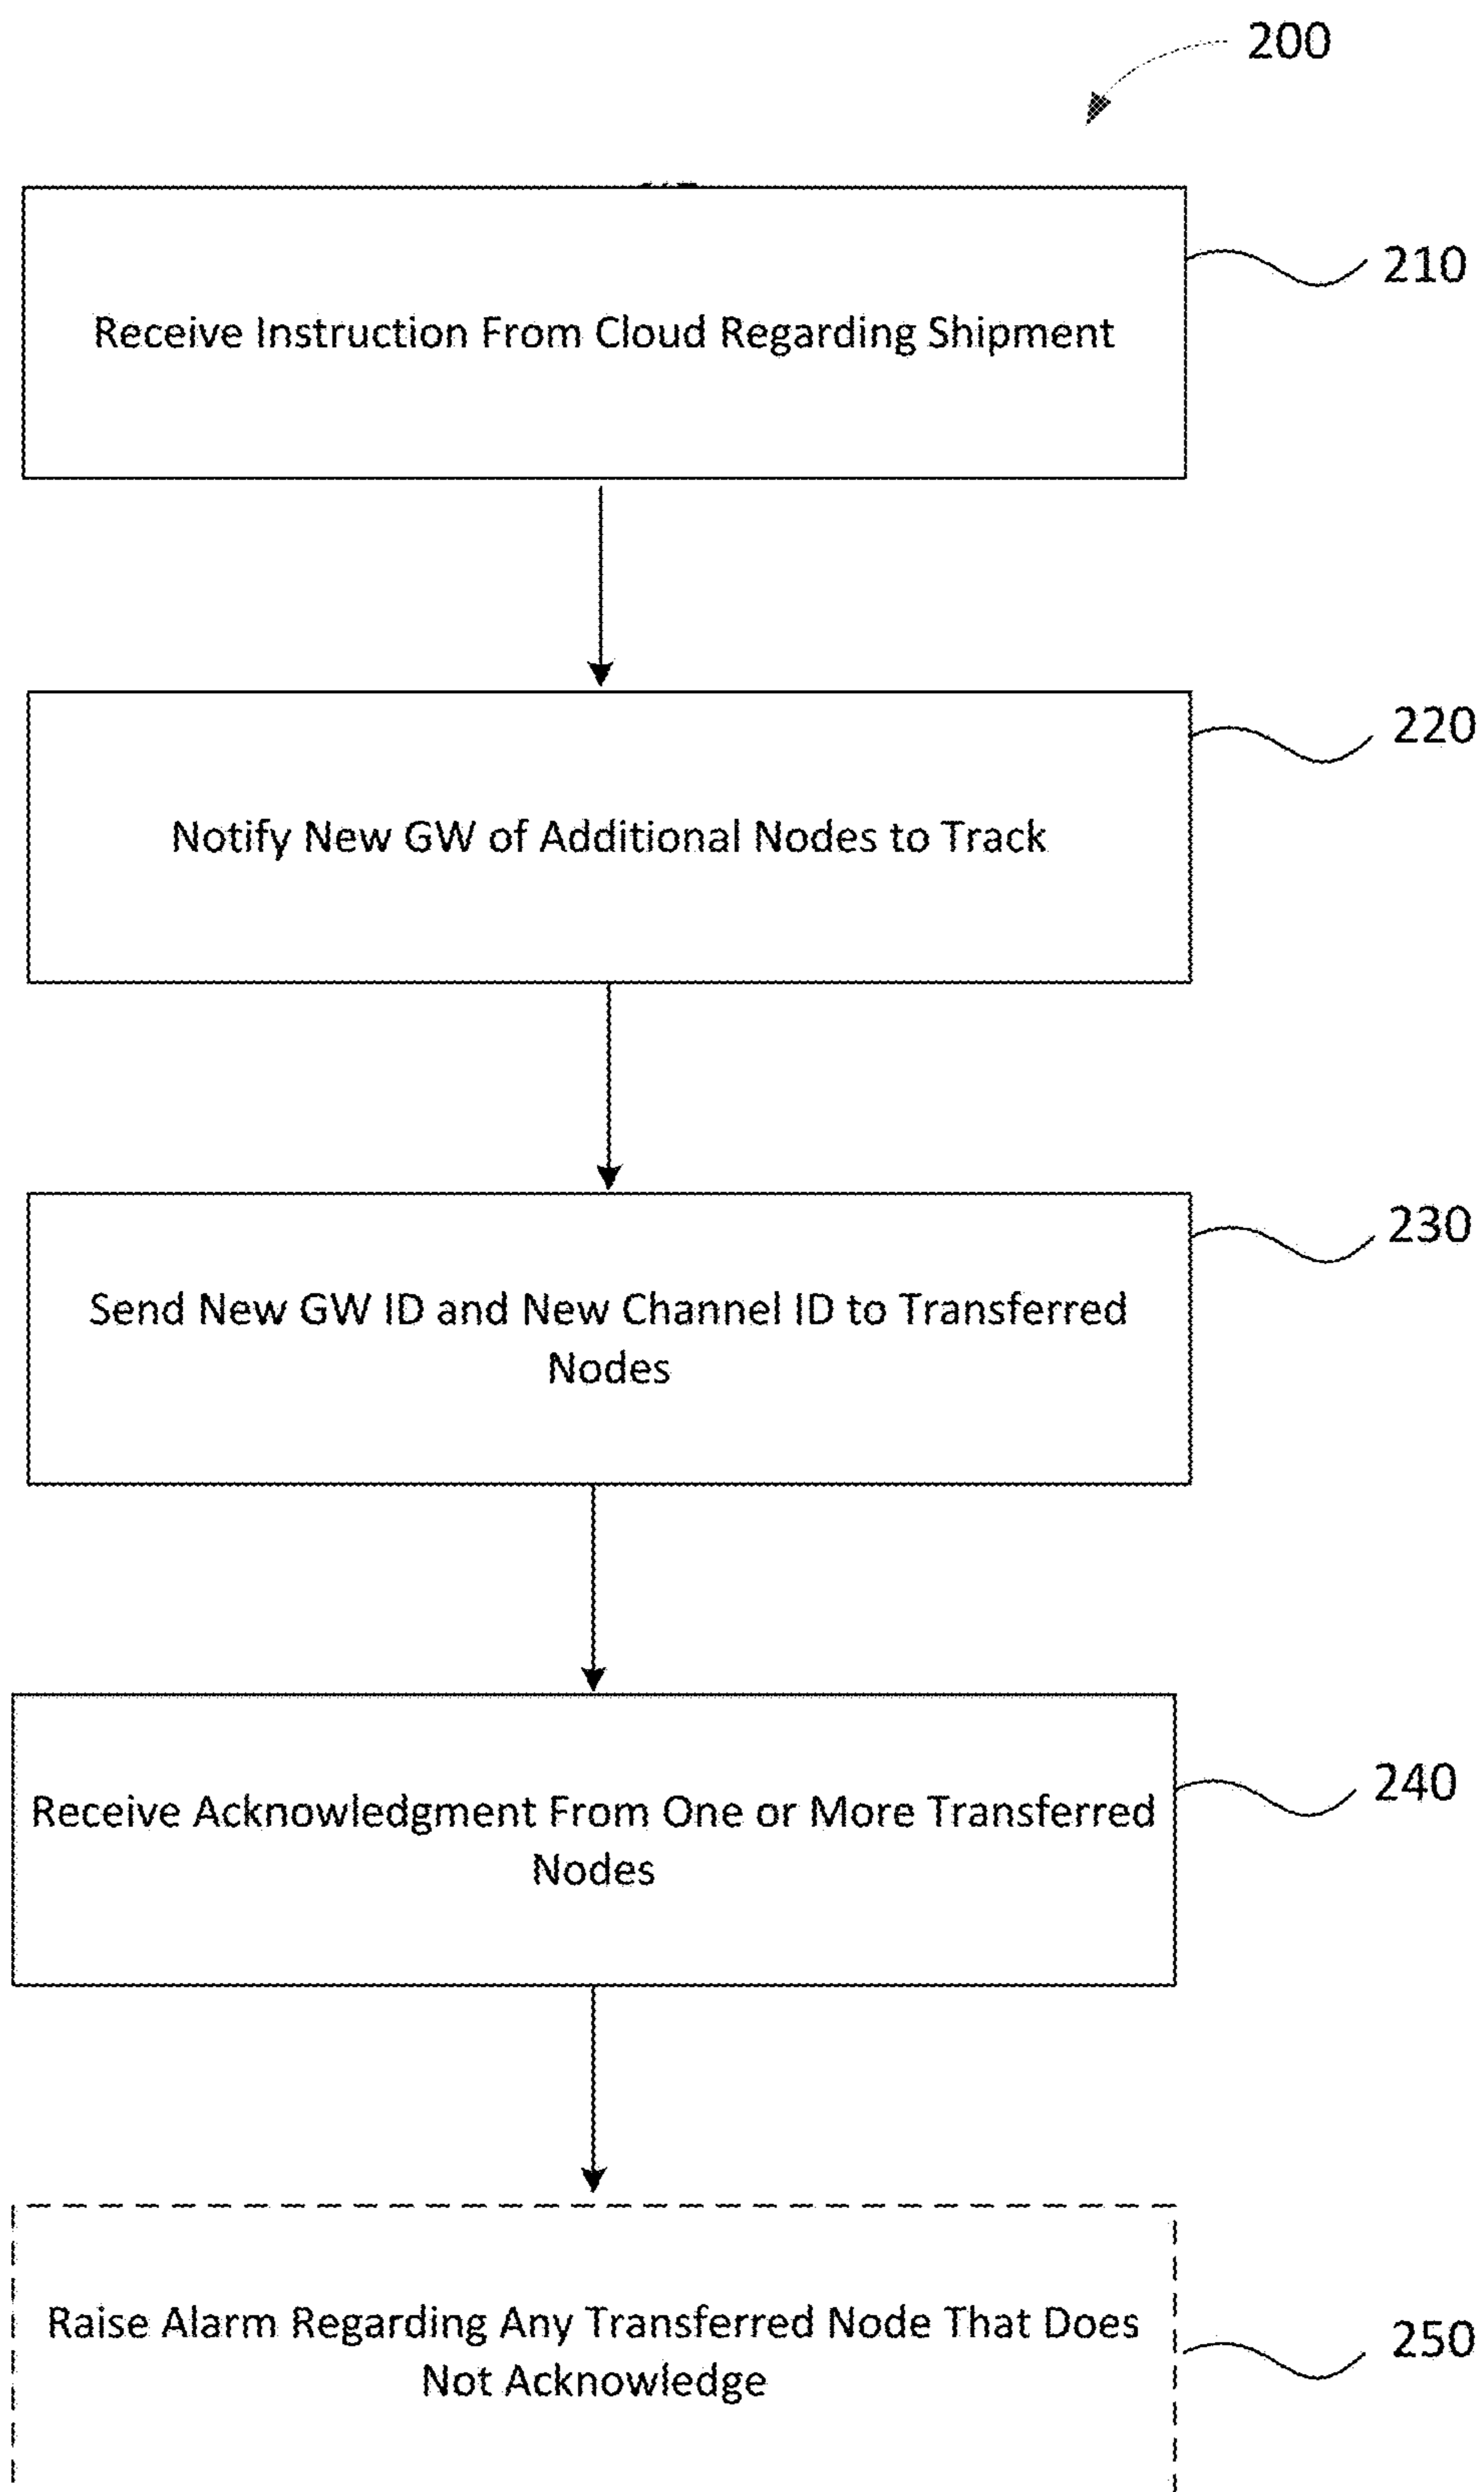 200
210
Receive Instruction From Cloud Regarding Shipment
220
Notify New GW of Additional Nodes to Track
230
Send New GW ID and New Channel ID to Transferred
Nodes
240
Receive Acknowledgment From One or More Transferred
Nodes
250
Raise Alarm Regarding Any Transferred Node That Does
Not Acknowledge